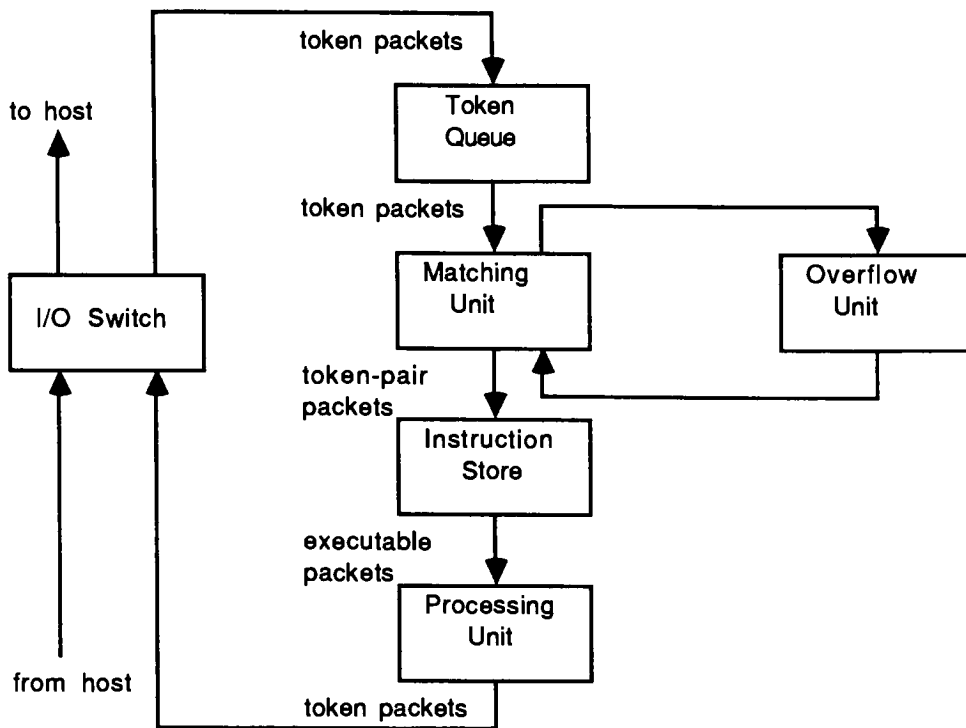 token packets
Token
Queue
to host
token packets
Matching
Unit
Overflow
Unit
I/O Switch
token-pair
packets
Instruction
Store
executable
packets
Processing
Unit
from host
token packets